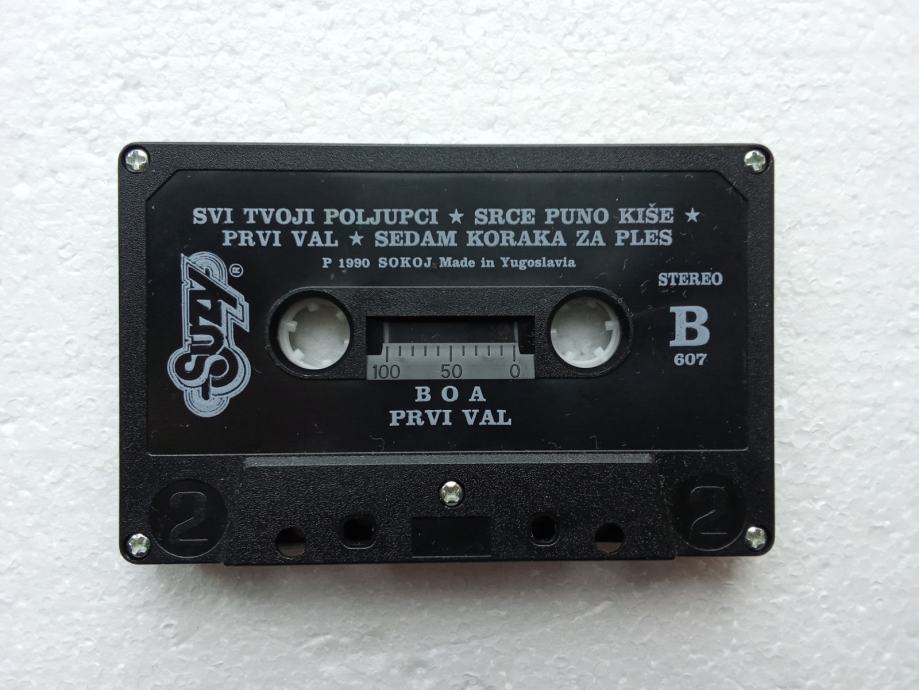 SVI TVOJI POLJUPCI ★ SRCE PUNO KIŠE ★
PRVI VAL ★ SEDAM KORAKA ZA PLES
P 1990 SOKOJ Made in Yugoslavia
SUZY ®
STEREO
B
607
100 50 0
BOA
PRVI VAL
2 2